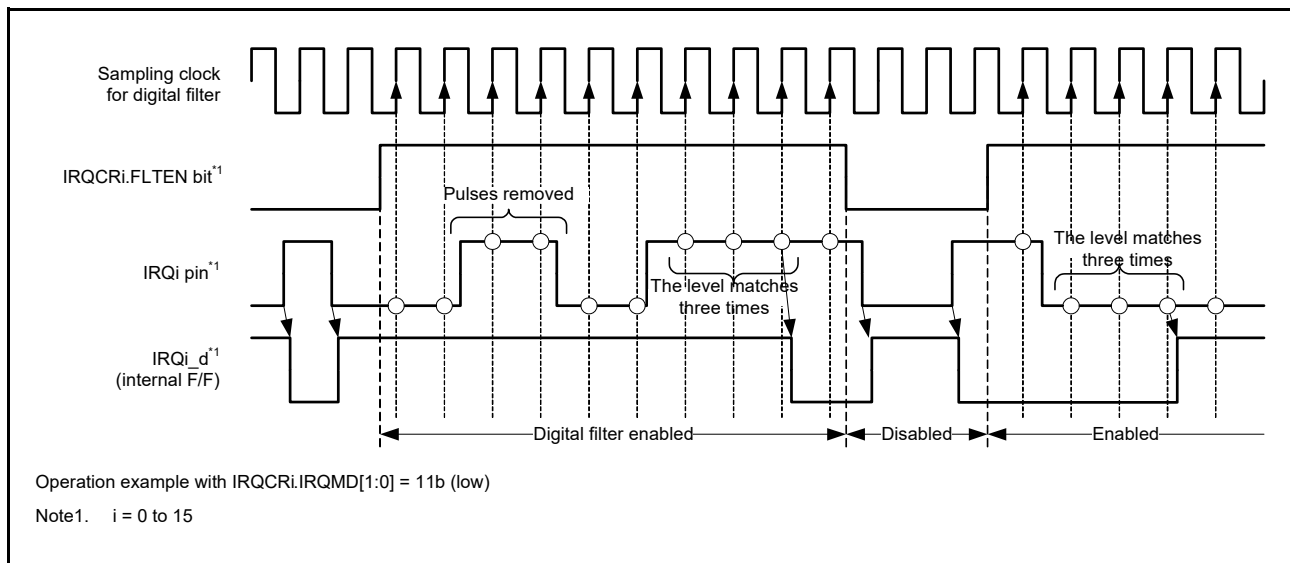 Sampling clock
for digital filter
IRQCRi.FLTEN bit*1
Pulses removed
IRQi pin*1
The level matches
three times
The level matches
three times
IRQi_d*1
(internal F/F)
Digital filter enabled
Disabled
Enabled
Operation example with IRQCRi.IRQMD[1:0] = 11b (low)
Note1. i = 0 to 15